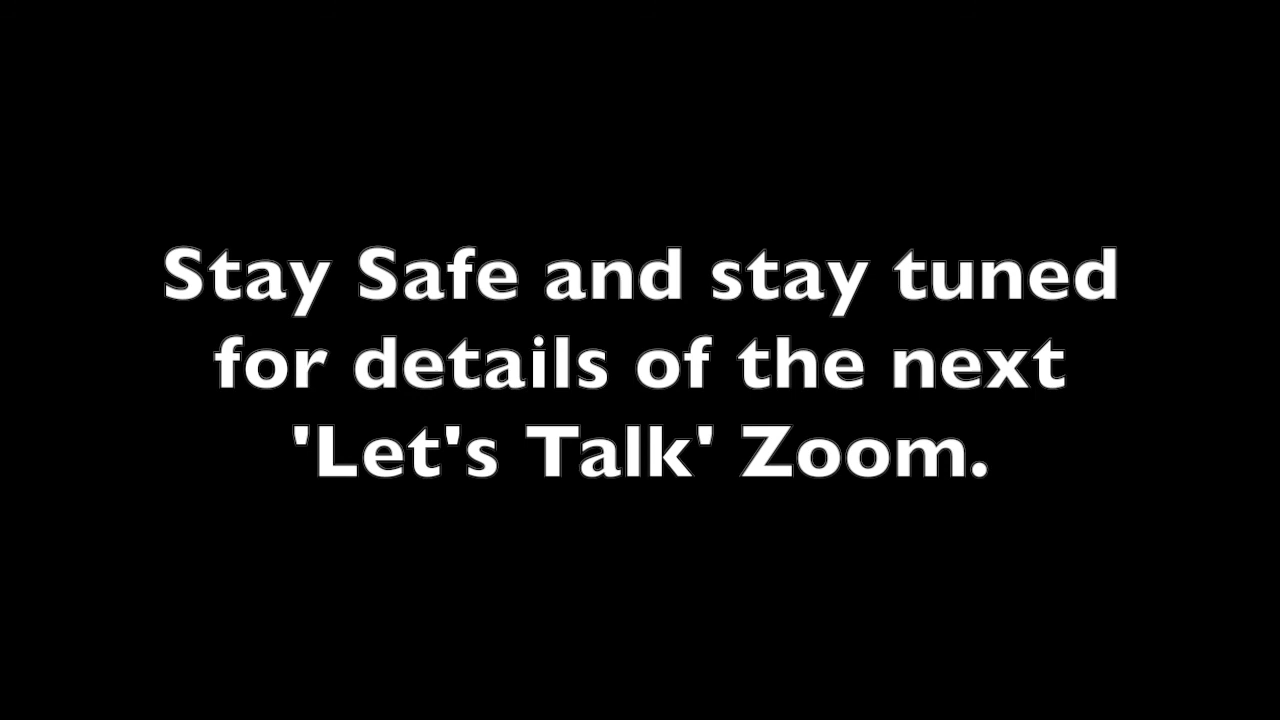 Stay Safe and stay tuned
for details of the next
'Let's Talk' Zoom.